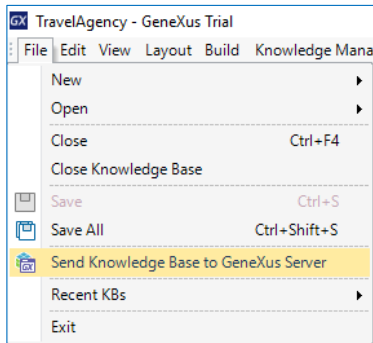 GX TravelAgency - GeneXus Trial
File Edit View Layout Build Knowledge Mana
New
Open
Close Ctrl+F4
Close Knowledge Base
Save Ctrl+S
Save All Ctrl+Shift+S
GX Send Knowledge Base to GeneXus Server
Recent KBs
Exit